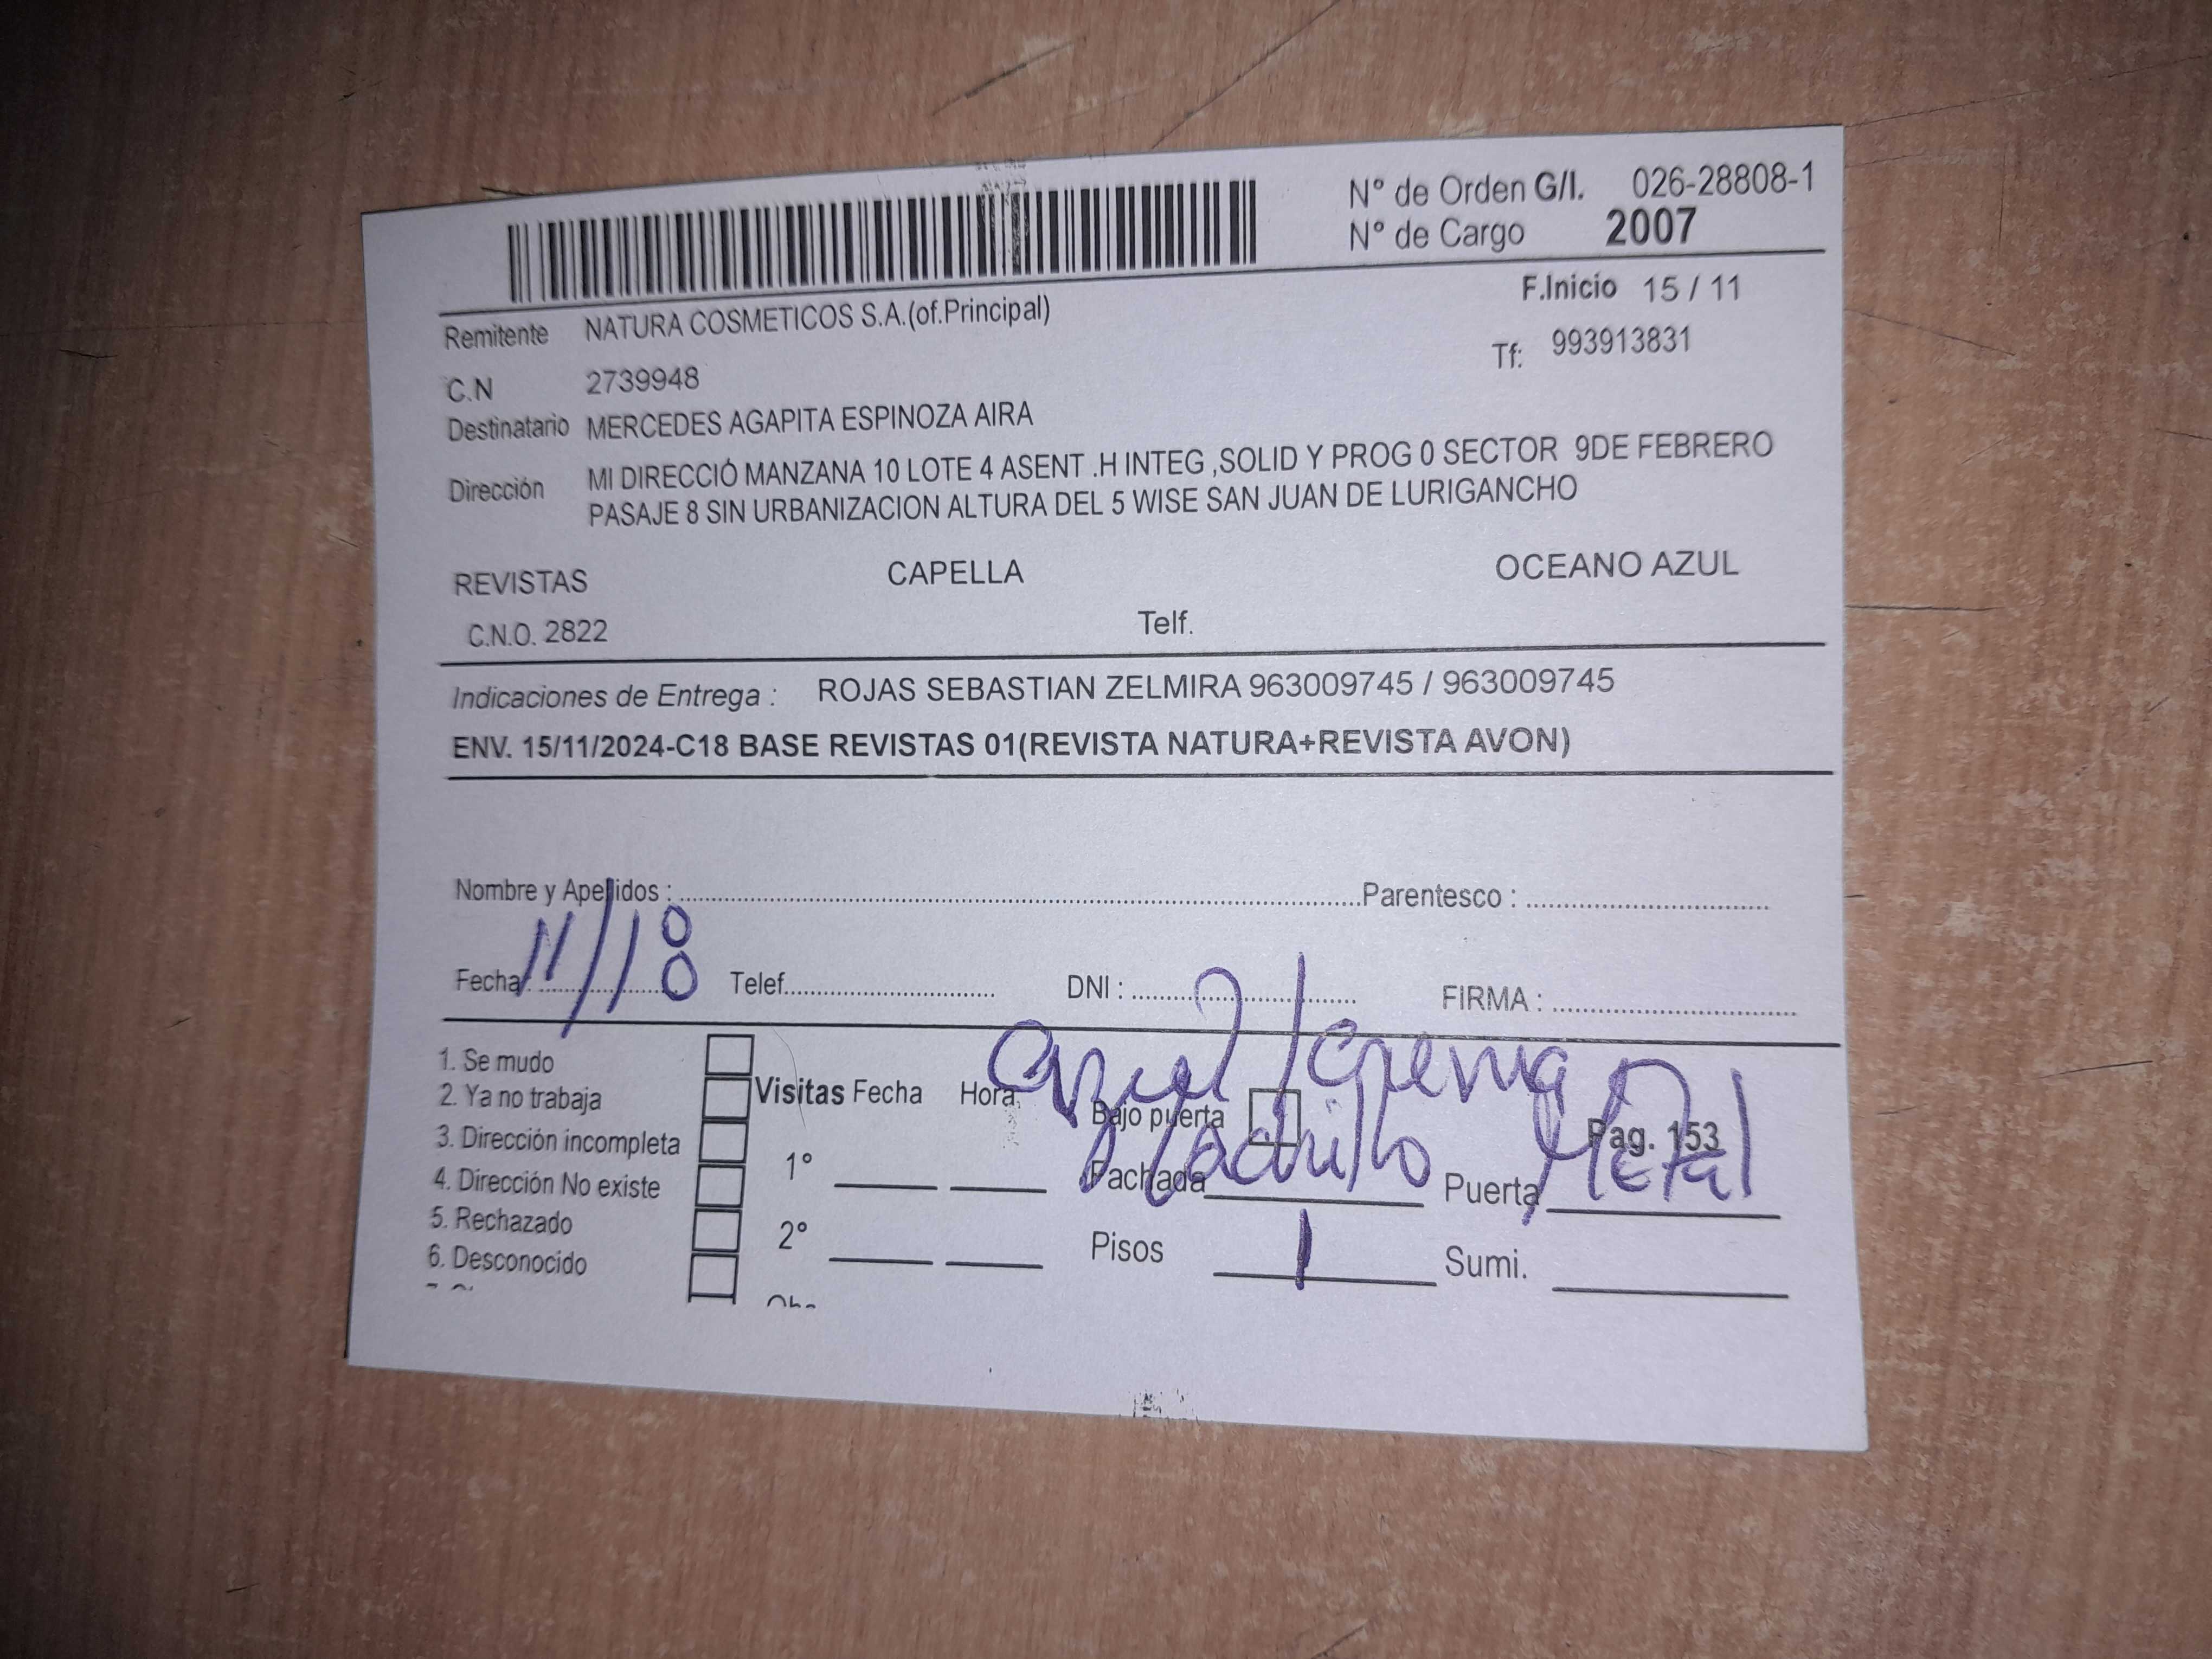 Nº de Orden G/I. 026-28808-1
Nº de Cargo 2007
F.Inicio 15 / 11
Remitente NATURA COSMETICOS S.A.(of.Principal)
Tf: 993913831
C.N 2739948
Destinatario MERCEDES AGAPITA ESPINOZA AIRA
Dirección MI DIRECCIÓ MANZANA 10 LOTE 4 ASENT .H INTEG ,SOLID Y PROG 0 SECTOR 9DE FEBRERO
PASAJE 8 SIN URBANIZACION ALTURA DEL 5 WISE SAN JUAN DE LURIGANCHO
REVISTAS CAPELLA OCEANO AZUL
C.N.O. 2822 Telf.
Indicaciones de Entrega : ROJAS SEBASTIAN ZELMIRA 963009745 / 963009745
ENV. 15/11/2024-C18 BASE REVISTAS 01(REVISTA NATURA+REVISTA AVON)
Nombre y Apellidos : Parentesco :
Fecha: 11/18 Telef. DNI : FIRMA :
1. Se mudo
2. Ya no trabaja
3. Dirección incompleta
4. Dirección No existe
5. Rechazado
6. Desconocido
Visitas Fecha Hora
1º
2º
azul/crema
Bajo puerta Pag. 153
Fachada Ladrillo Puerta Metal
Pisos 1 Sumi.